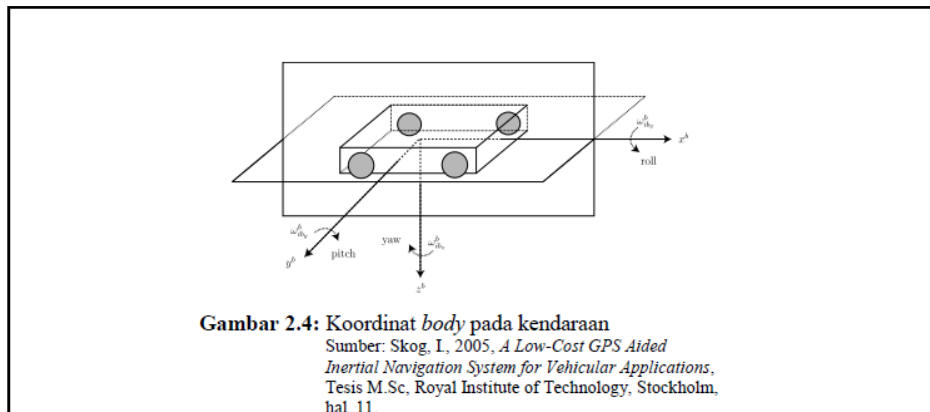 x^b
roll
yaw
pitch
y^b
z^b
Gambar 2.4: Koordinat body pada kendaraan
Sumber: Skog, I., 2005, A Low-Cost GPS Aided
Inertial Navigation System for Vehicular Applications,
Tesis M.Sc, Royal Institute of Technology, Stockholm,
hal. 11